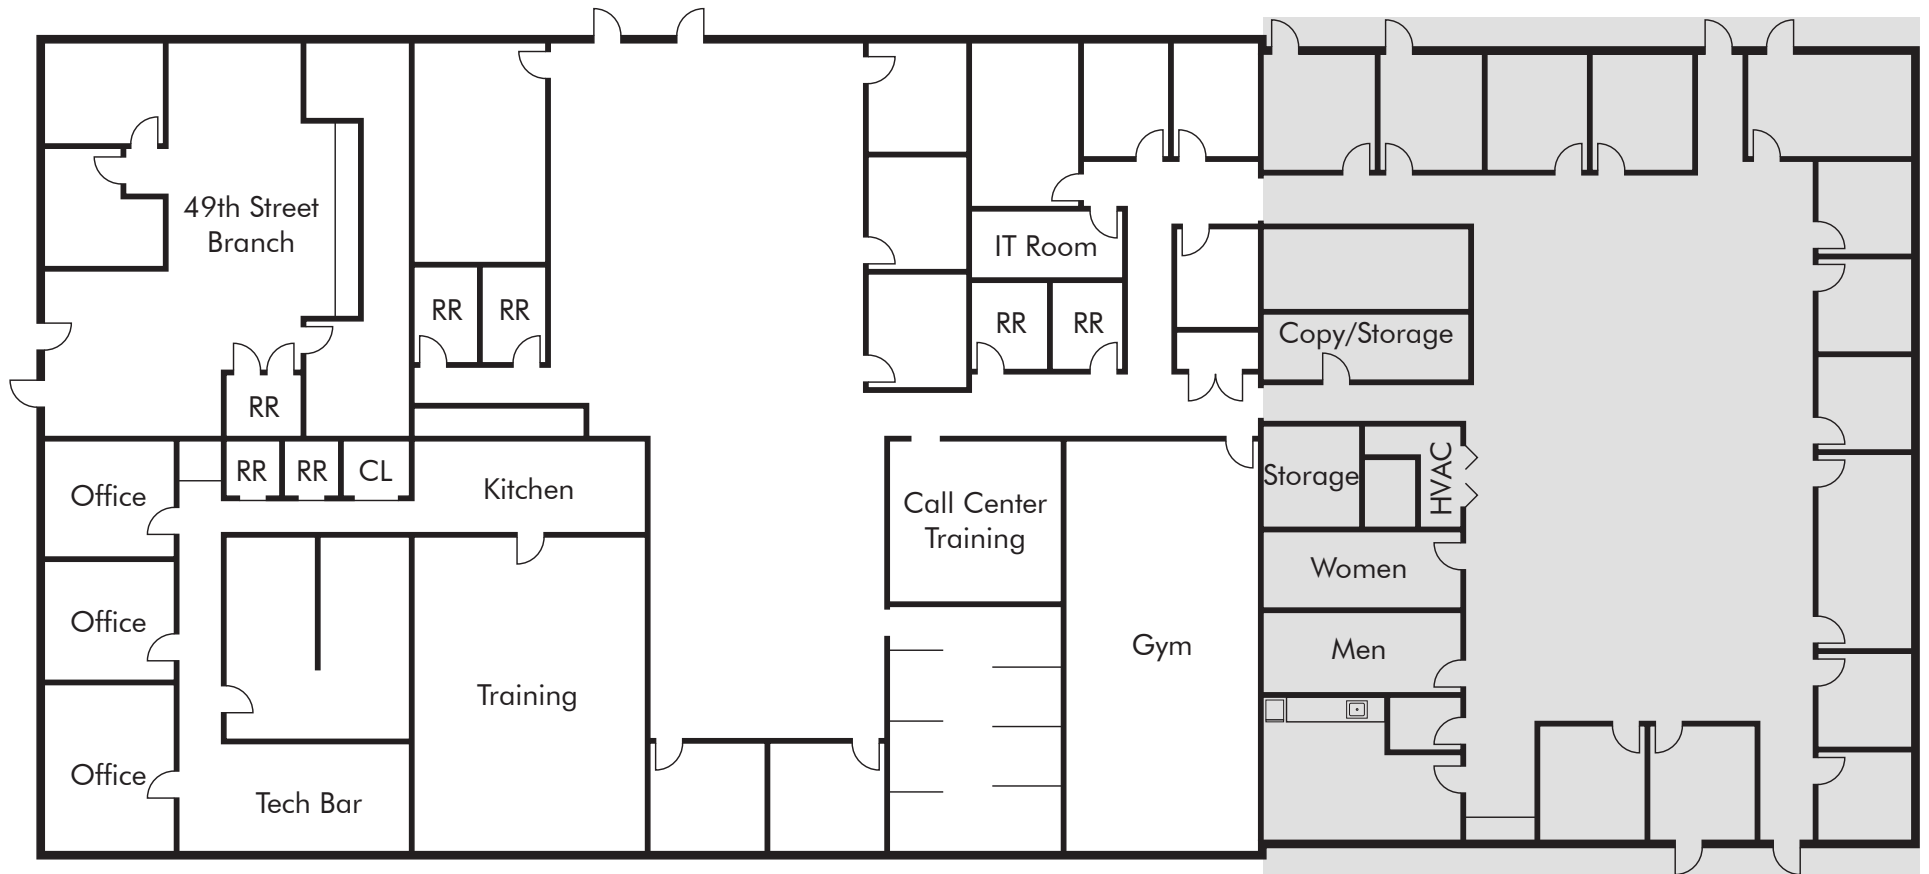 49th Street
Branch
IT Room
RR
RR
RR
RR
Copy/Storage
RR
RR
RR
CL
Kitchen
Office
Call Center
Training
Storage
HVAC
Women
Office
Men
Gym
Training
Office
Tech Bar